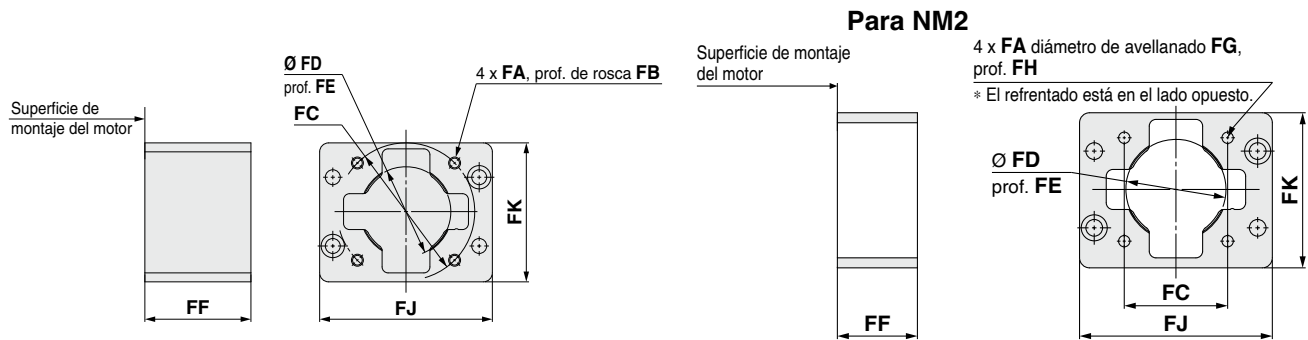 Para NM2
Superficie de
montaje del motor
Ø FD
prof. FE
FC
4 x FA, prof. de rosca FB
FK
FF
FJ
Superficie de montaje
del motor
4 x FA diámetro de avellanado FG,
prof. FH
* El refrentado está en el lado opuesto.
Ø FD
prof. FE
FK
FC
FF
FJ